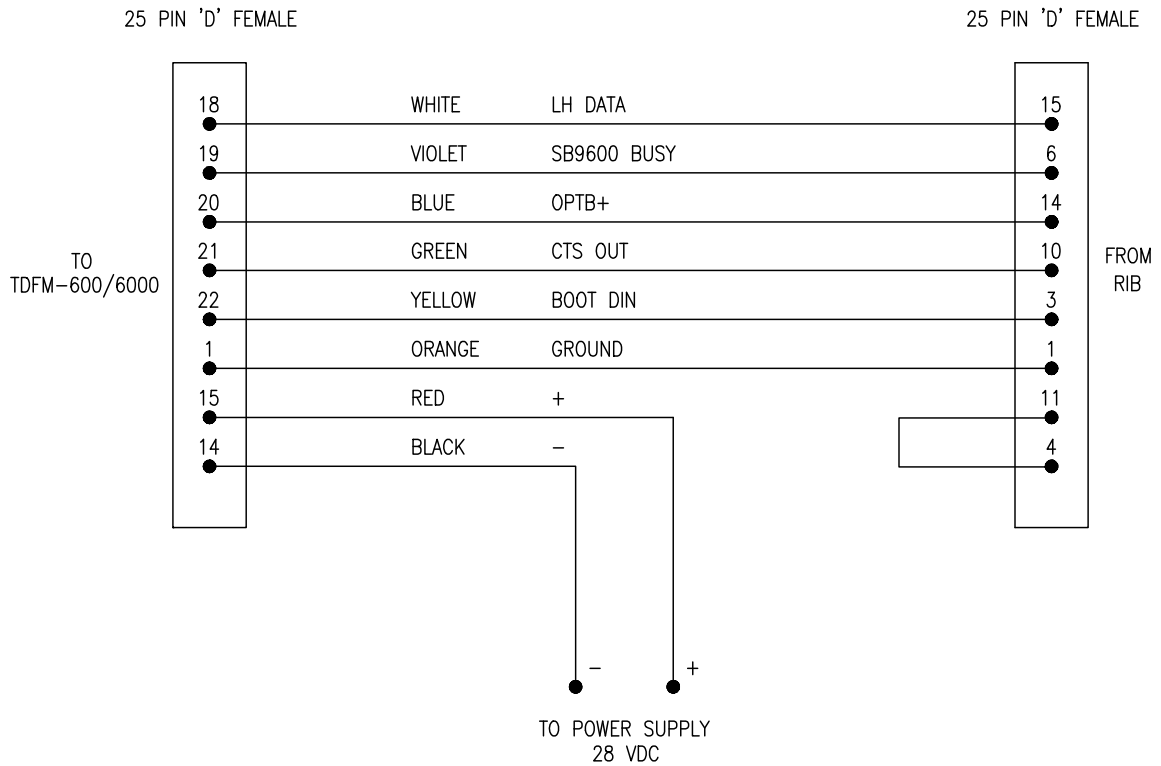 25 PIN 'D' FEMALE 25 PIN 'D' FEMALE
18 WHITE LH DATA 15
19 VIOLET SB9600 BUSY 6
20 BLUE OPTB+ 14
21 GREEN CTS OUT 10
TO
TDFM-600/6000
FROM
RIB
22 YELLOW BOOT DIN 3
1 ORANGE GROUND 1
15 RED + 11
14 BLACK - 4
- +
TO POWER SUPPLY
28 VDC